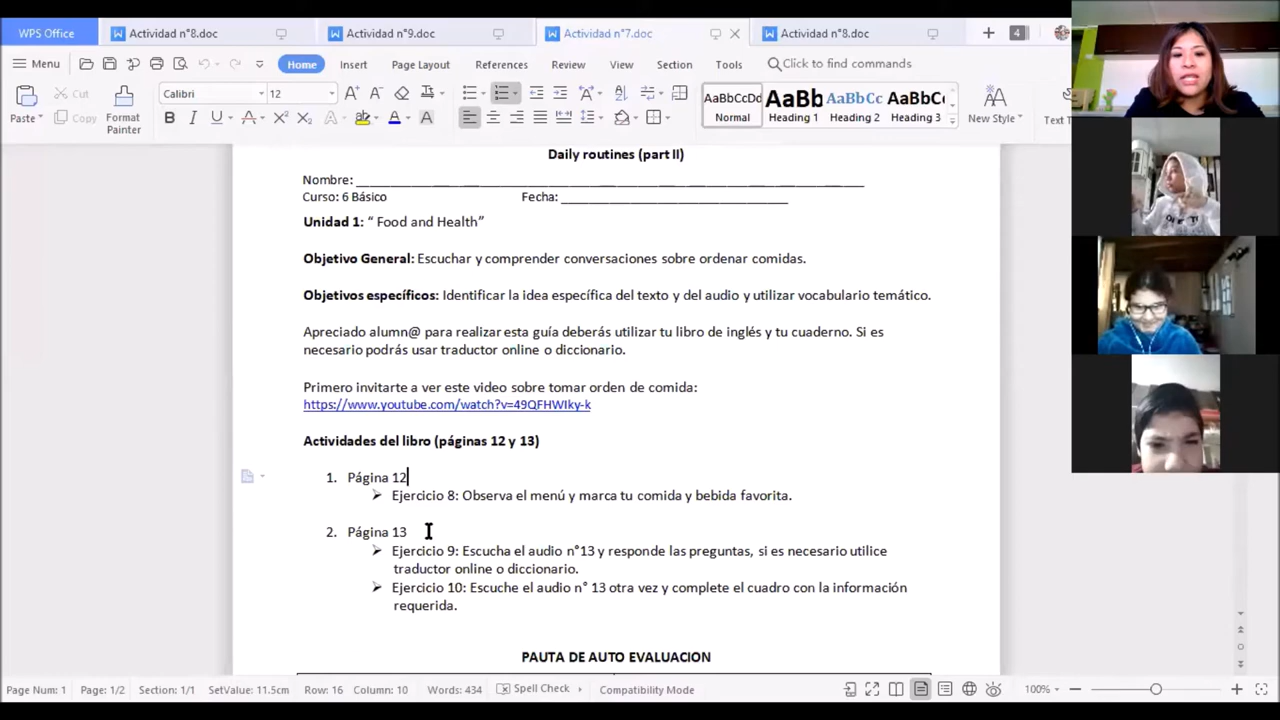 WPS Office
Actividad n°8.doc
Actividad n°9.doc
Actividad n°7.doc
Actividad n°8.doc
4
Menu
Home
Insert
Page Layout
References
Review
View
Section
Tools
Click to find commands
Paste
Cut
Copy
Format Painter
Calibri
12
AaBbCcDd
Normal
AaBb
Heading 1
AaBbCc
Heading 2
AaBbCc
Heading 3
New Style
Text T
Daily routines (part II)
Nombre:
Curso: 6 Básico Fecha:
Unidad 1: “ Food and Health”
Objetivo General: Escuchar y comprender conversaciones sobre ordenar comidas.
Objetivos específicos: Identificar la idea específica del texto y del audio y utilizar vocabulario temático.
Apreciado alumn@ para realizar esta guía deberás utilizar tu libro de inglés y tu cuaderno. Si es
necesario podrás usar traductor online o diccionario.
Primero invitarte a ver este video sobre tomar orden de comida:
https://www.youtube.com/watch?v=49QFHWIky-k
Actividades del libro (páginas 12 y 13)
1. Página 12
➢ Ejercicio 8: Observa el menú y marca tu comida y bebida favorita.
2. Página 13
➢ Ejercicio 9: Escucha el audio n°13 y responde las preguntas, si es necesario utilice
traductor online o diccionario.
➢ Ejercicio 10: Escuche el audio n° 13 otra vez y complete el cuadro con la información
requerida.
PAUTA DE AUTO EVALUACION
Page Num: 1 Page: 1/2 Section: 1/1 SetValue: 11.5cm Row: 16 Column: 10 Words: 434 Spell Check Compatibility Mode 100%